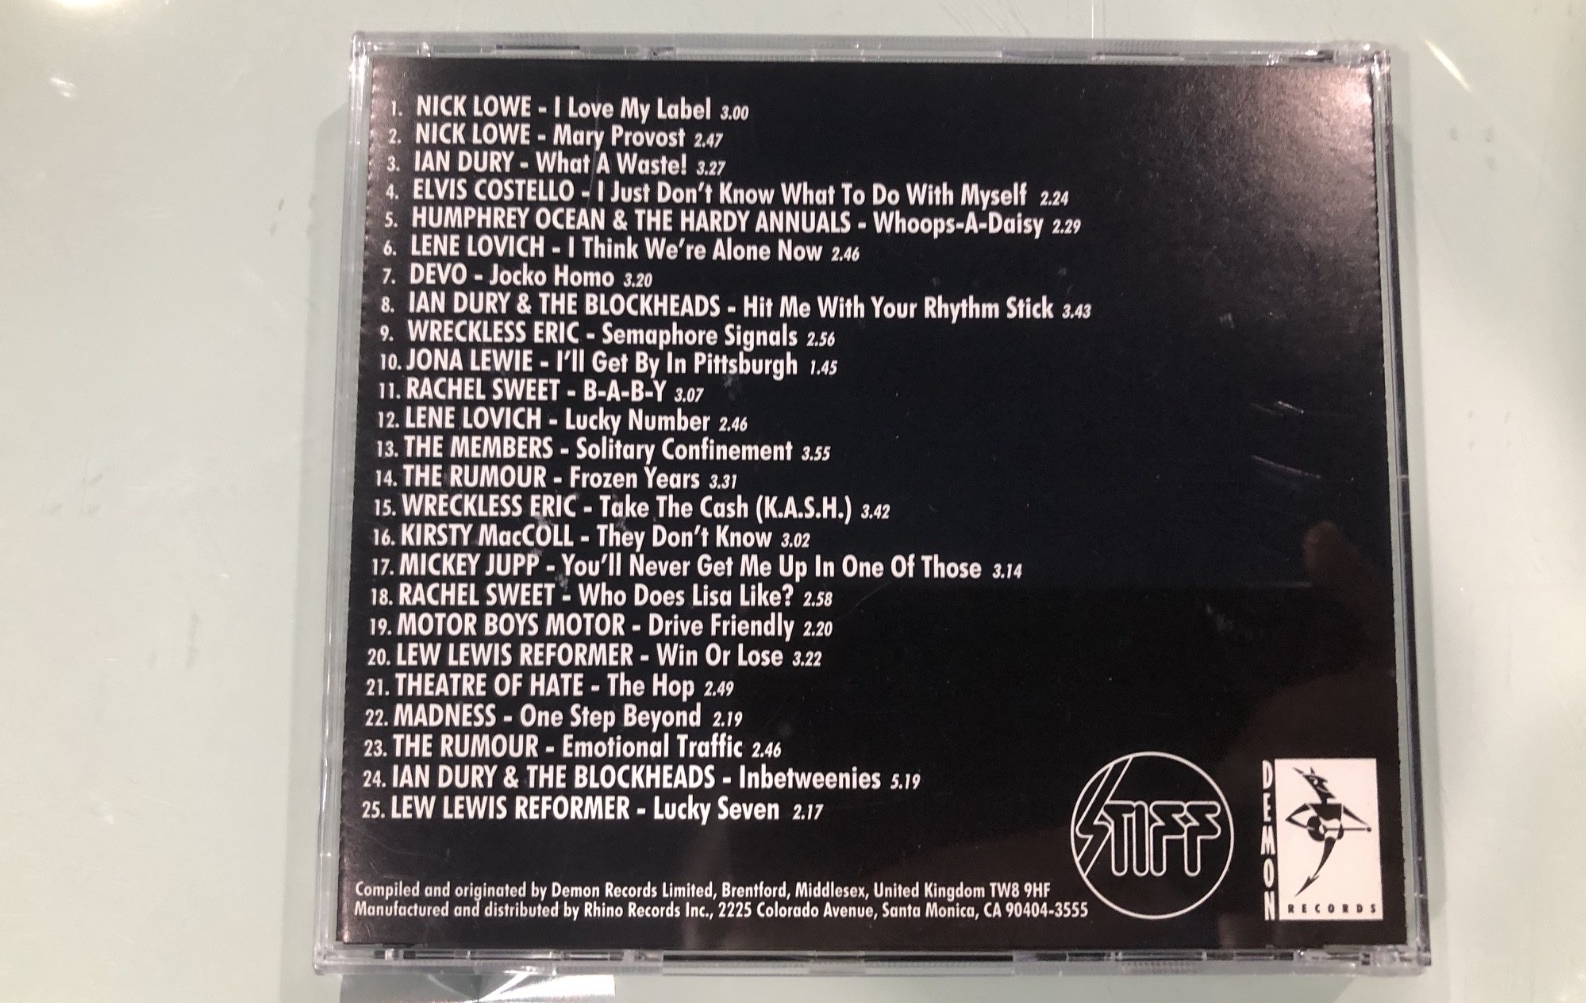 1. NICK LOWE - I Love My Label 3.00
2. NICK LOWE - Mary Provost 2.47
3. IAN DURY - What A Waste! 3.27
4. ELVIS COSTELLO - I Just Don't Know What To Do With Myself 2.24
5. HUMPHREY OCEAN & THE HARDY ANNUALS - Whoops-A-Daisy 2.29
6. LENE LOVICH - I Think We're Alone Now 2.46
7. DEVO - Jocko Homo 3.20
8. IAN DURY & THE BLOCKHEADS - Hit Me With Your Rhythm Stick 3.43
9. WRECKLESS ERIC - Semaphore Signals 2.56
10. JONA LEWIE - I'll Get By In Pittsburgh 1.45
11. RACHEL SWEET - B-A-B-Y 3.07
12. LENE LOVICH - Lucky Number 2.46
13. THE MEMBERS - Solitary Confinement 3.55
14. THE RUMOUR - Frozen Years 3.31
15. WRECKLESS ERIC - Take The Cash (K.A.S.H.) 3.42
16. KIRSTY MacCOLL - They Don't Know 3.02
17. MICKEY JUPP - You'll Never Get Me Up In One Of Those 3.14
18. RACHEL SWEET - Who Does Lisa Like? 2.58
19. MOTOR BOYS MOTOR - Drive Friendly 2.20
20. LEW LEWIS REFORMER - Win Or Lose 3.22
21. THEATRE OF HATE - The Hop 2.49
22. MADNESS - One Step Beyond 2.19
23. THE RUMOUR - Emotional Traffic 2.46
24. IAN DURY & THE BLOCKHEADS - Inbetweenies 5.19
25. LEW LEWIS REFORMER - Lucky Seven 2.17
Compiled and originated by Demon Records Limited, Brentford, Middlesex, United Kingdom TW8 9HF
Manufactured and distributed by Rhino Records Inc., 2225 Colorado Avenue, Santa Monica, CA 90404-3555
STIFF
DEMON
RECORDS